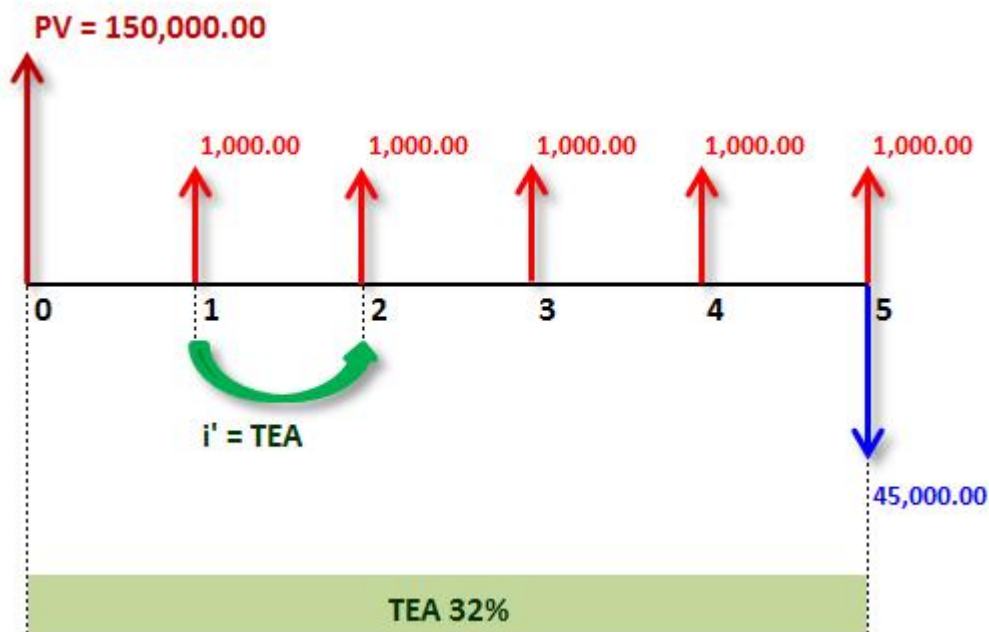 PV = 150,000.00
1,000.00 1,000.00 1,000.00 1,000.00 1,000.00
0 1 2 3 4 5
i' = TEA
45,000.00
TEA 32%